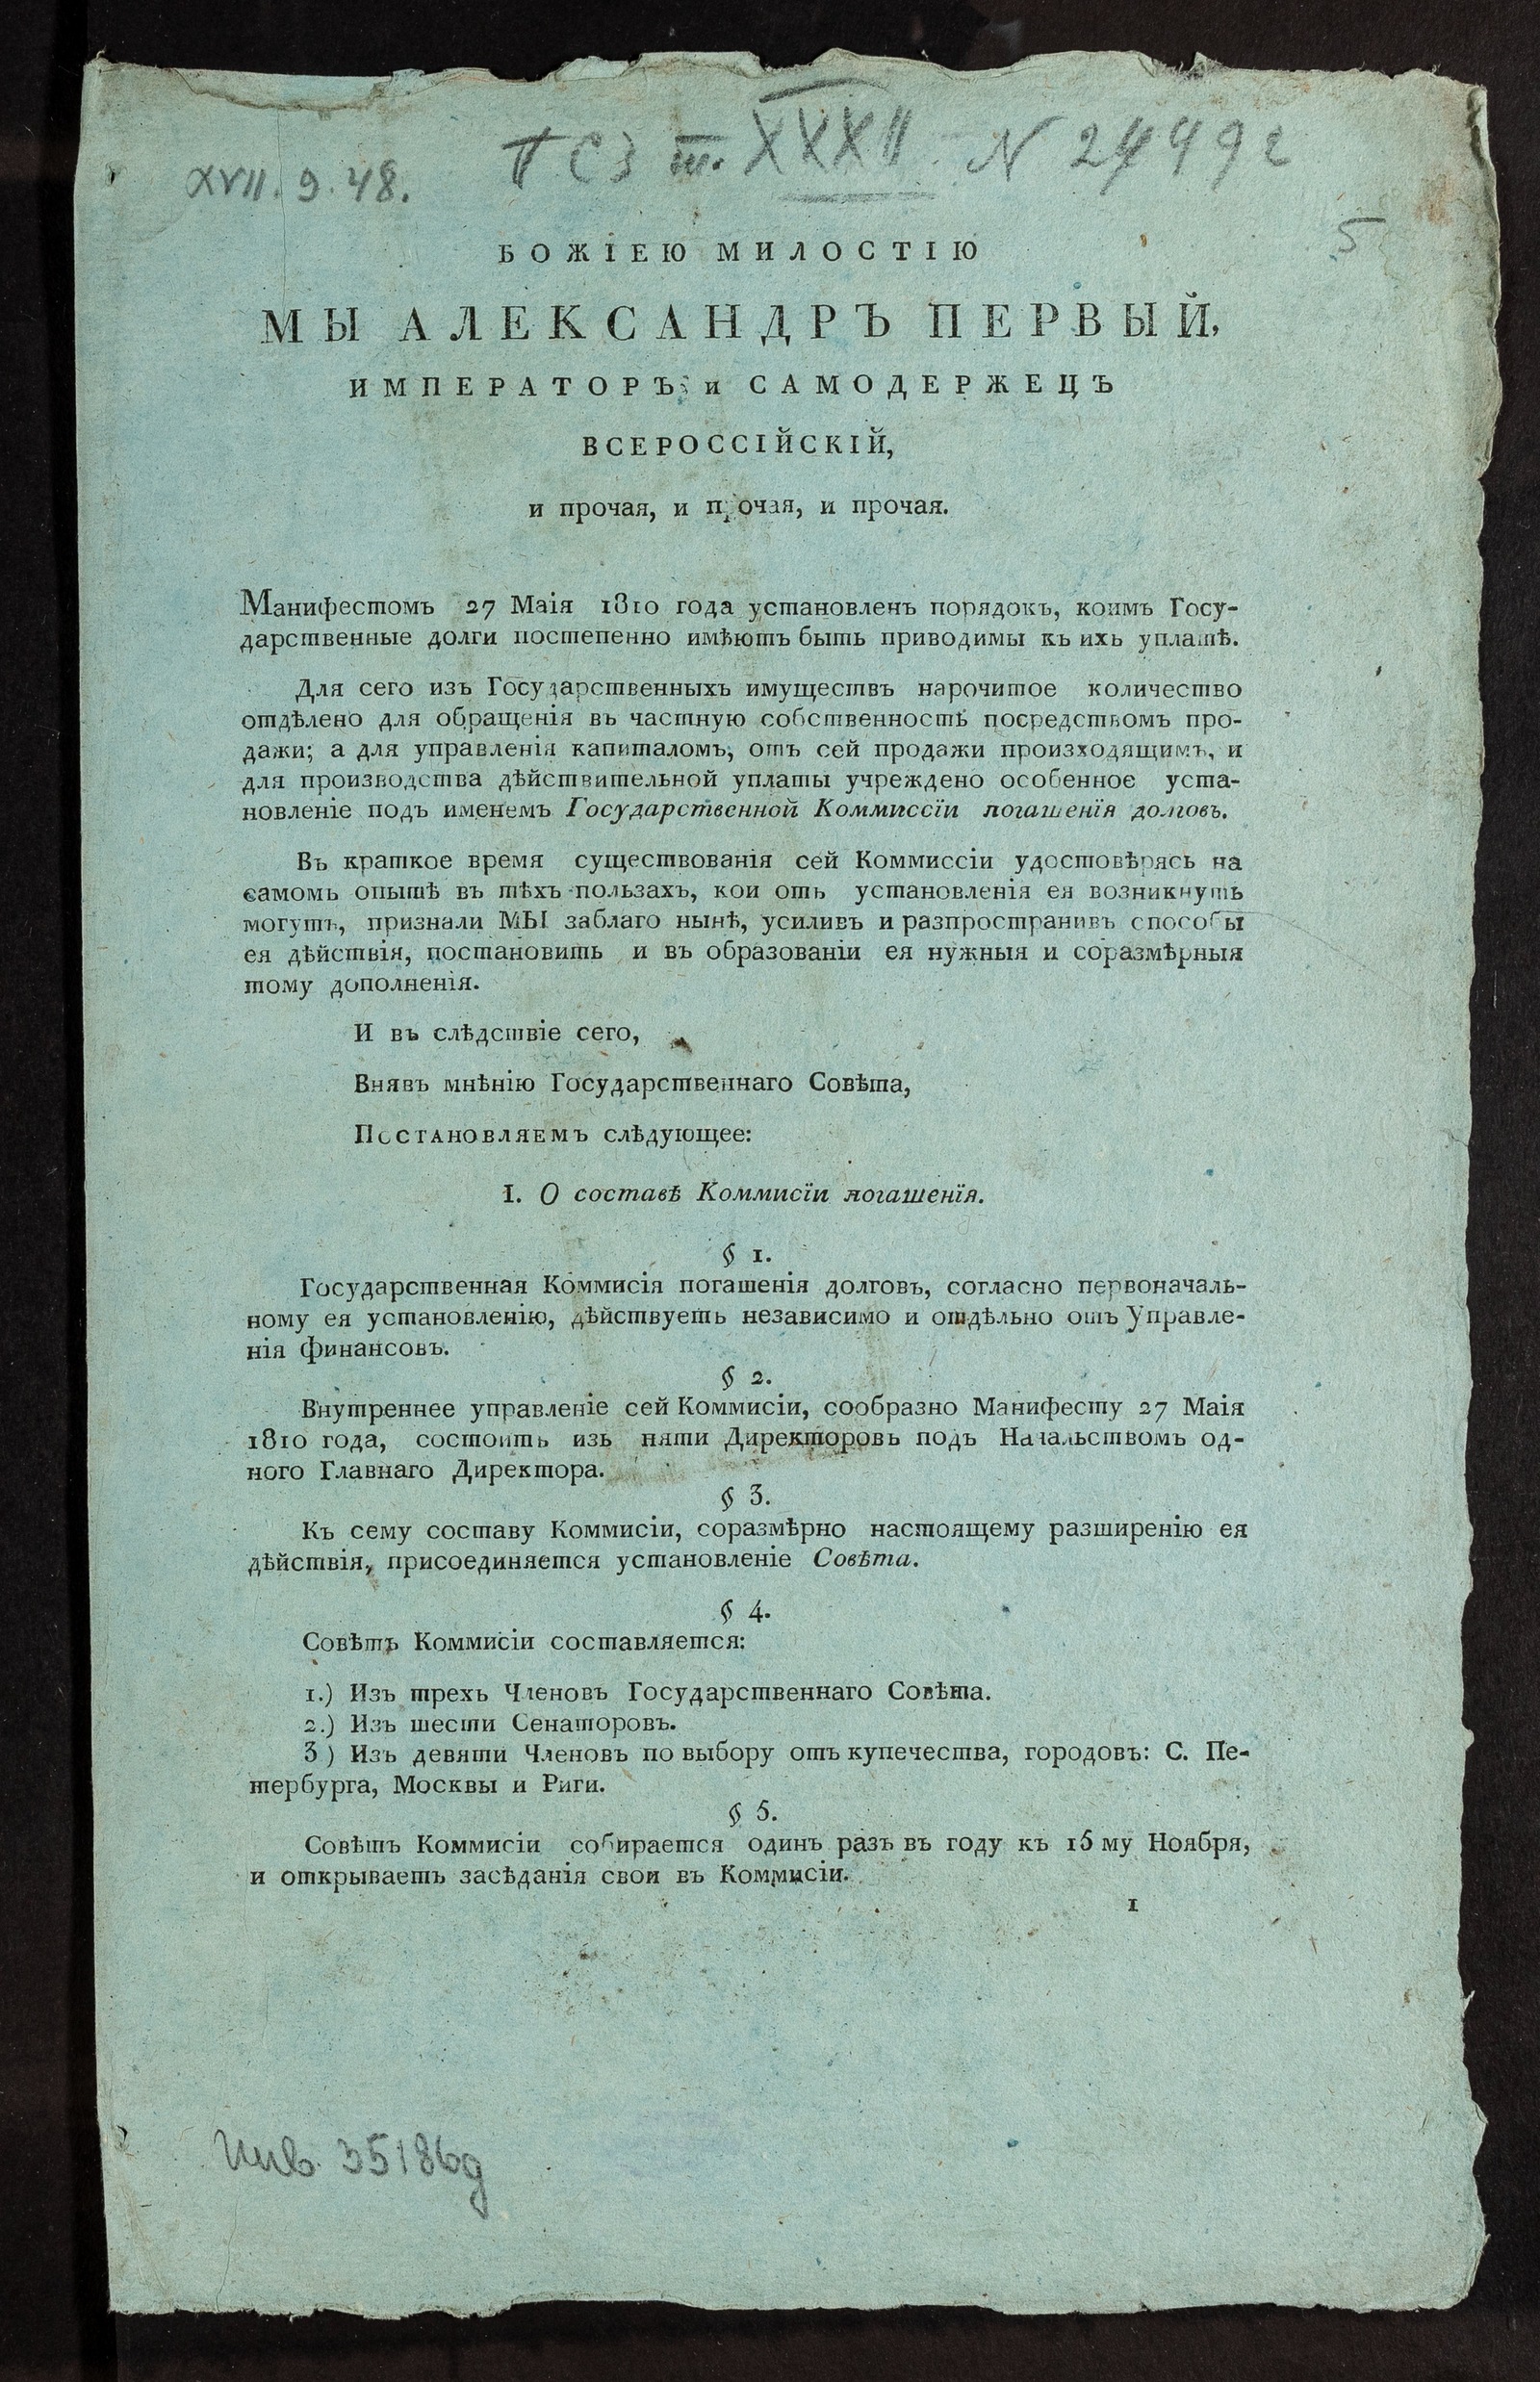 XVII. 9. 48.
ПСЗ т. XXXII N 24492
5
БОЖІЕЮ МИЛОСТІЮ
МЫ АЛЕКСАНДРЪ ПЕРВЫЙ,
ИМПЕРАТОРЪ и САМОДЕРЖЕЦЪ
ВСЕРОССІЙСКІЙ,
и прочая, и прочая, и прочая.
Манифестомъ 27 Маія 1810 года установленъ порядокъ, коимъ Госу-
дарственные долги постепенно имѣютъ быть приводимы къ ихъ уплатѣ.
Для сего изъ Государственныхъ имуществъ нарочитое количество
отдѣлено для обращенія въ частную собственность посредствомъ про-
дажи; а для управленія капиталомъ, отъ сей продажи произходящимъ, и
для производства дѣйствительной уплаты учреждено особенное уста-
новленіе подъ именемъ Государственной Коммиссїи погашенїя долговъ.
Въ краткое время существованія сей Коммиссіи удостовѣрясь на
самомъ опытѣ въ тѣхъ пользахъ, кои отъ установленія ея возникнуть
могутъ, признали МЫ заблаго нынѣ, усиливъ и разпространивъ способы
ея дѣйствія, постановить и въ образованіи ея нужныя и соразмѣрныя
тому дополненія.
И въ слѣдствіе сего,
Внявъ мнѣнію Государственнаго Совѣта,
Постановляемъ слѣдующее:
I. О составѣ Коммисїи погашенїя.
§ 1.
Государственная Коммисія погашенія долговъ, согласно первоначаль-
ному ея установленію, дѣйствуетъ независимо и отдѣльно отъ Управле-
нія финансовъ.
§ 2.
Внутреннее управленіе сей Коммисіи, сообразно Манифесту 27 Маія
1810 года, состоитъ изъ пяти Директоровъ подъ Начальствомъ од-
ного Главнаго Директора.
§ 3.
Къ сему составу Коммисіи, соразмѣрно настоящему разширенію ея
дѣйствія, присоединяется установленіе Совѣта.
§ 4.
Совѣтъ Коммисіи составляется:
1.) Изъ трехъ Членовъ Государственнаго Совѣта.
2.) Изъ шести Сенаторовъ.
3 ) Изъ девяти Членовъ по выбору отъ купечества, городовъ: С. Пе-
тербурга, Москвы и Риги.
§ 5.
Совѣтъ Коммисіи собирается одинъ разъ въ году къ 15 му Ноября,
и открываетъ засѣданія свои въ Коммисіи.
1
Инв. 35186д